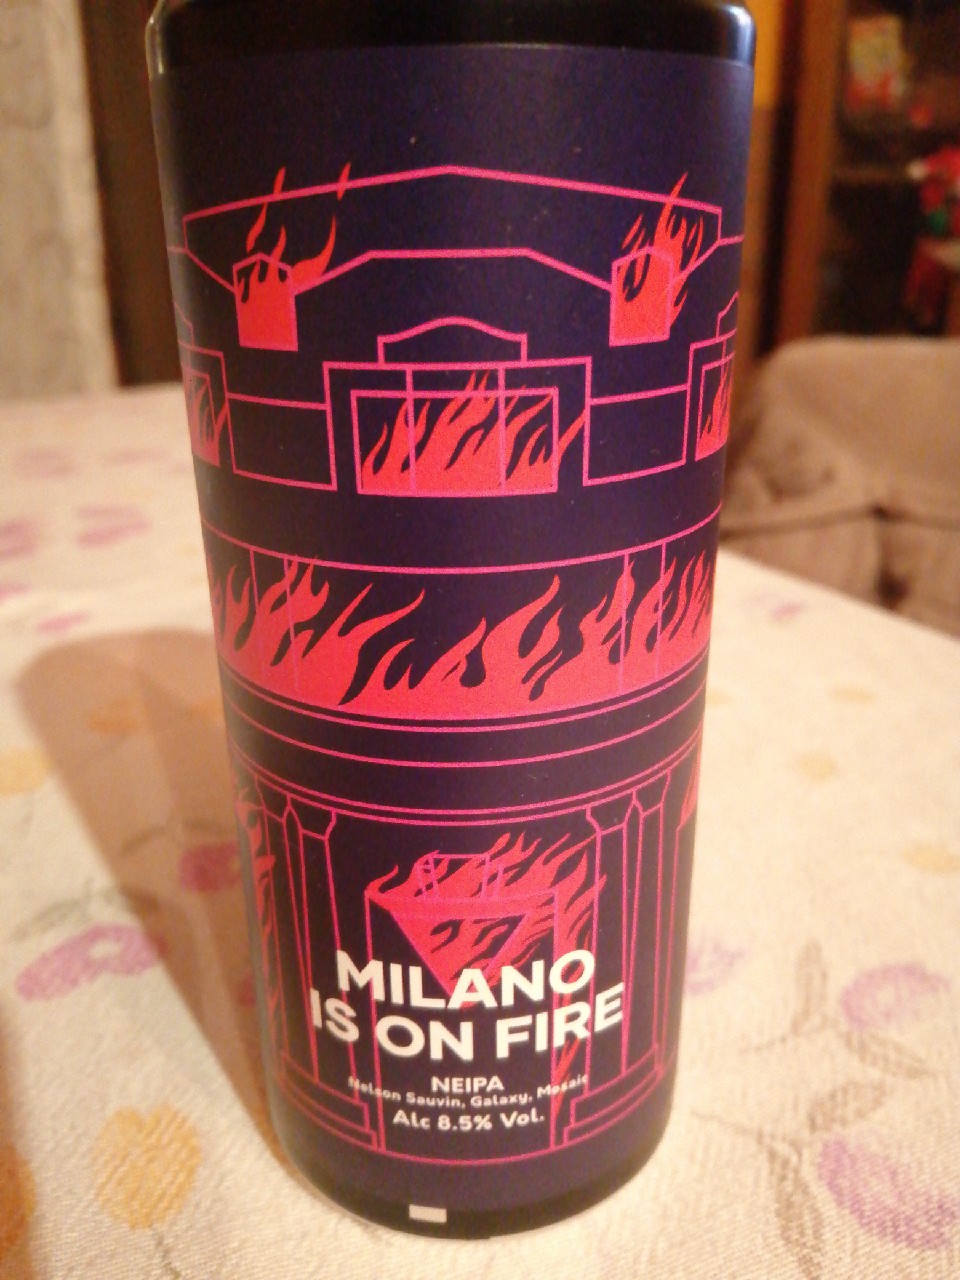 MILANO
IS ON FIRE
NEIPA
Nelson Sauvin, Galaxy, Mosaic
Alc 8.5% Vol.